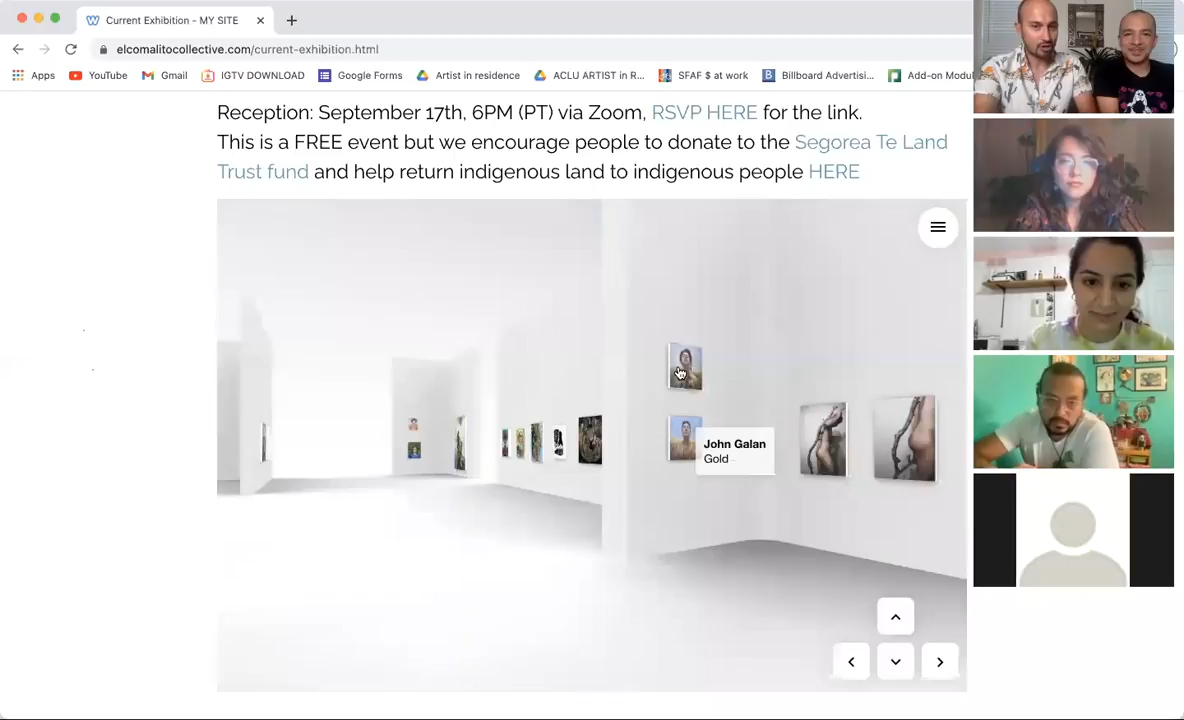 Current Exhibition - MY SITE
elcomalitocollective.com/current-exhibition.html
Apps YouTube Gmail IGTV DOWNLOAD Google Forms Artist in residence ACLU ARTIST in R... SFAF $ at work Billboard Advertisi... Add-on Modu
Reception: September 17th, 6PM (PT) via Zoom, RSVP HERE for the link.
This is a FREE event but we encourage people to donate to the Segorea Te Land
Trust fund and help return indigenous land to indigenous people HERE
John Galan
Gold